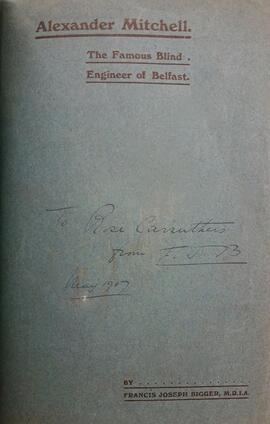 Alexander Mitchell.
The Famous Blind .
Engineer of Belfast.
To Rose Carruthers
from F. J. B
May 1907
BY . . . . . . . . . . . . . .
FRANCIS JOSEPH BIGGER, M.R.I.A.